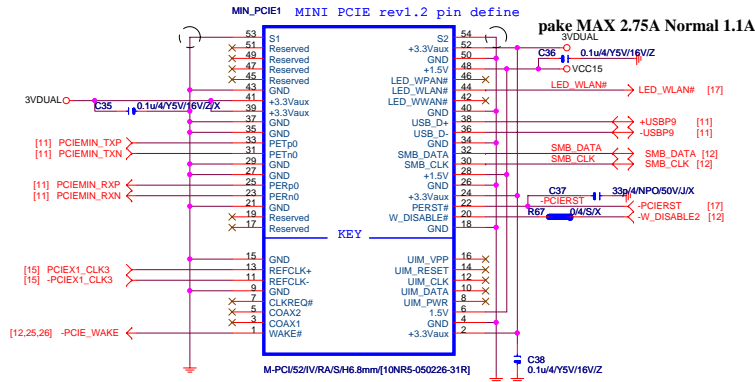 MIN_PCIE1 MINI PCIE rev1.2 pin define
pake MAX 2.75A Normal 1.1A
53 S1 S2 54
51 Reserved +3.3Vaux 52 3VDUAL
49 Reserved GND 50 C36 0.1u/4/Y5V/16V/Z
47 Reserved +1.5V 48 VCC15
45 Reserved LED_WPAN# 46
43 GND LED_WLAN# 44 LED_WLAN# LED_WLAN# [17]
3VDUAL 41 +3.3Vaux LED_WWAN# 42
C35 0.1u/4/Y5V/16V/Z/X 39 +3.3Vaux GND 40
37 GND USB_D+ 38 +USBP9 [11]
35 GND USB_D- 36 -USBP9 [11]
[11] PCIEMIN_TXP 33 PETp0 GND 34
[11] PCIEMIN_TXN 31 PETn0 SMB_DATA 32 SMB_DATA SMB_DATA [12]
29 GND SMB_CLK 30 SMB_CLK SMB_CLK [12]
27 GND +1.5V 28
[11] PCIEMIN_RXP 25 PERp0 GND 26
[11] PCIEMIN_RXN 23 PERn0 +3.3Vaux 24 C37 33p/4/NPO/50V/J/X
21 GND PERST# 22 -PCIERST -PCIERST [17]
19 Reserved W_DISABLE# 20 R67 0/4/S/X -W_DISABLE2 [12]
17 Reserved GND 18
KEY
15 GND UIM_VPP 16
[15] PCIEX1_CLK3 13 REFCLK+ UIM_RESET 14
[15] -PCIEX1_CLK3 11 REFCLK- UIM_CLK 12
9 GND UIM_DATA 10
7 CLKREQ# UIM_PWR 8
5 COAX2 1.5V 6
3 COAX1 GND 4
[12,25,26] -PCIE_WAKE 1 WAKE# +3.3Vaux 2
C38
0.1u/4/Y5V/16V/Z
M-PCI/52/IV/RA/S/H6.8mm/[10NR5-050226-31R]